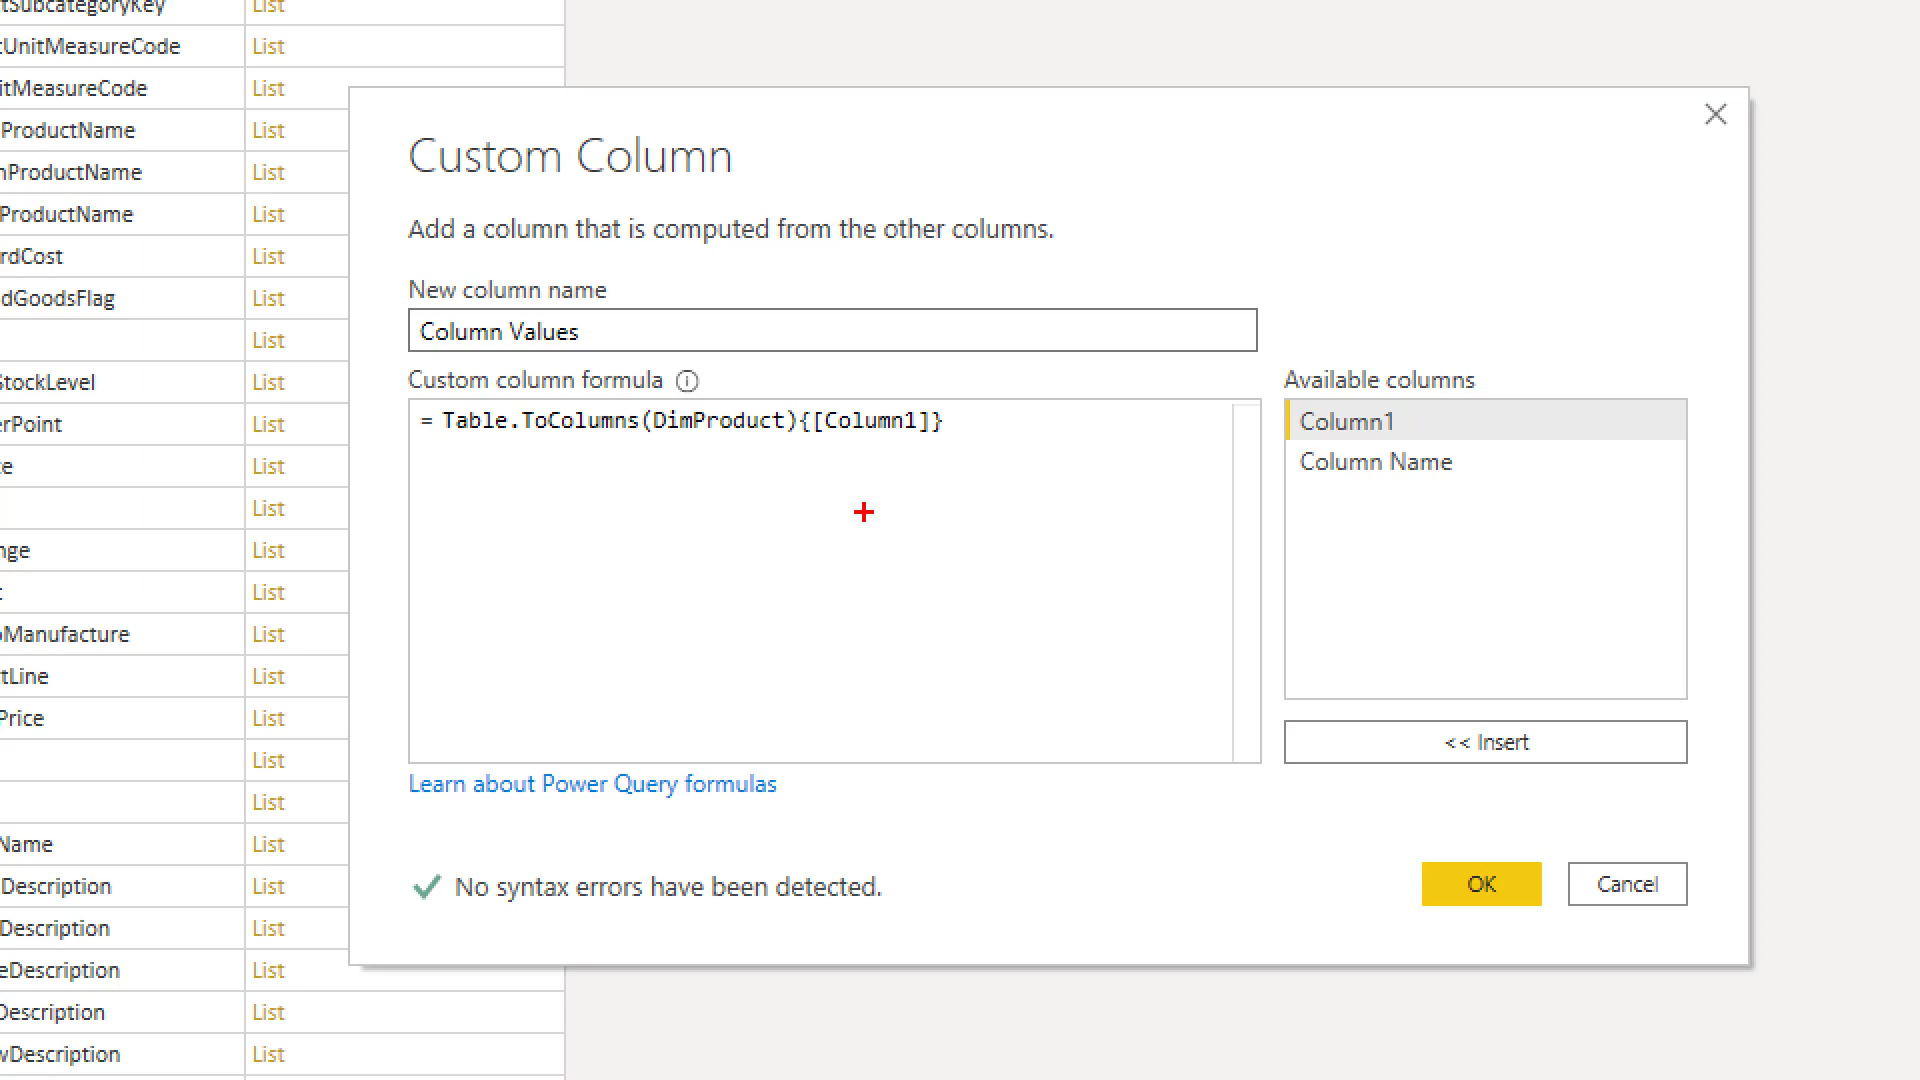 tSubcategoryKey List
tUnitMeasureCode List
itMeasureCode List
ProductName List
nProductName List
ProductName List
rdCost List
dGoodsFlag List
List
StockLevel List
erPoint List
te List
List
nge List
List
oManufacture List
tLine List
Price List
List
List
Name List
Description List
Description List
eDescription List
Description List
wDescription List
Custom Column
Add a column that is computed from the other columns.
New column name
Column Values
Custom column formula
= Table.ToColumns(DimProduct){[Column1]}
Available columns
Column1
Column Name
<< Insert
Learn about Power Query formulas
No syntax errors have been detected.
OK
Cancel